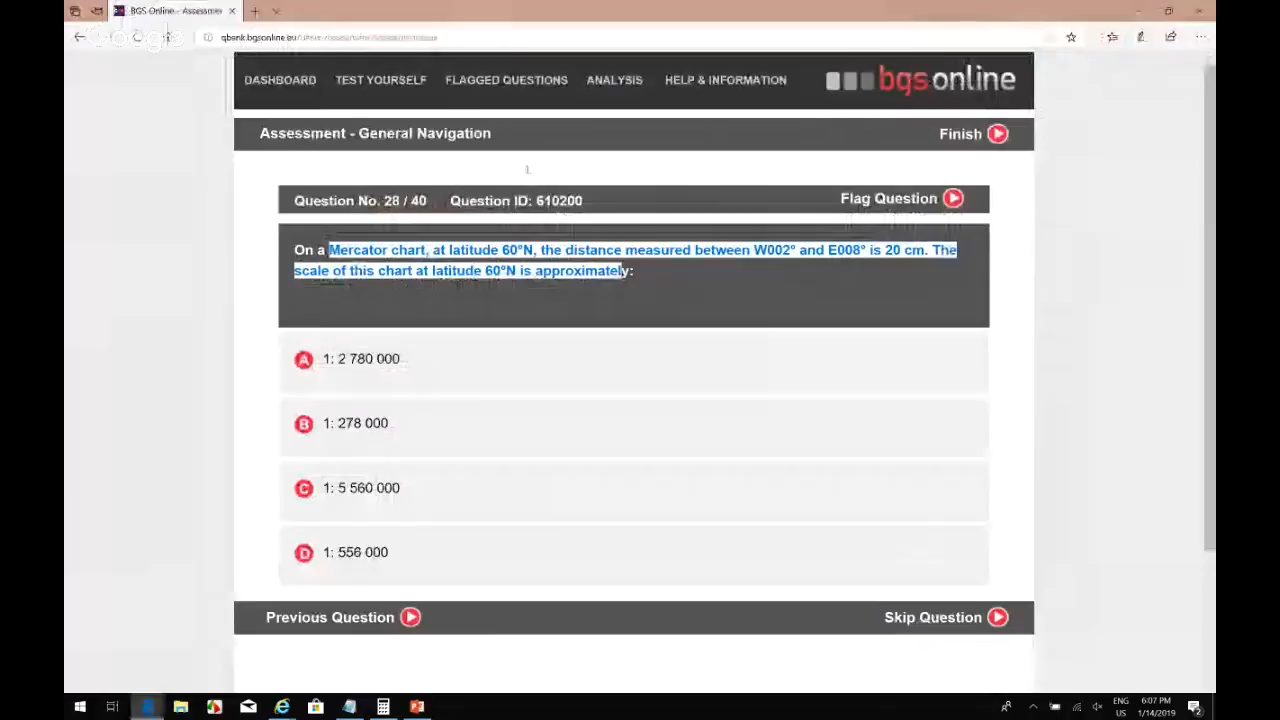 BGS Online - Assessmen
Google
qbank.bgsonline.eu/
DASHBOARD TEST YOURSELF FLAGGED QUESTIONS ANALYSIS HELP & INFORMATION bgsonline
Assessment - General Navigation Finish
Question No. 28 / 40 Question ID: 610200 Flag Question
On a Mercator chart, at latitude 60°N, the distance measured between W002° and E008° is 20 cm. The
scale of this chart at latitude 60°N is approximately:
A 1: 2 780 000
B 1: 278 000
C 1: 5 560 000
D 1: 556 000
Previous Question Skip Question
ENG 6:07 PM
US 1/14/2019
2